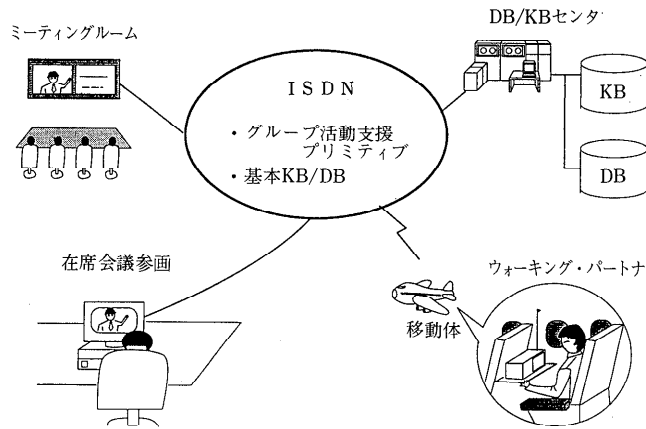 ミーティングルーム
DB/KBセンタ
ISDN
・グループ活動支援
プリミティブ
・基本KB/DB
KB
DB
在席会議参画
ウォーキング・パートナ
移動体